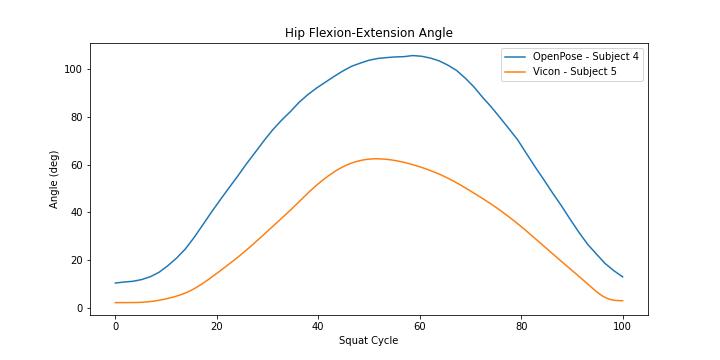 Hip Flexion-Extension Angle
OpenPose - Subject 4
Vicon - Subject 5
Angle (deg)
100
80
60
40
20
0
0 20 40 60 80 100
Squat Cycle